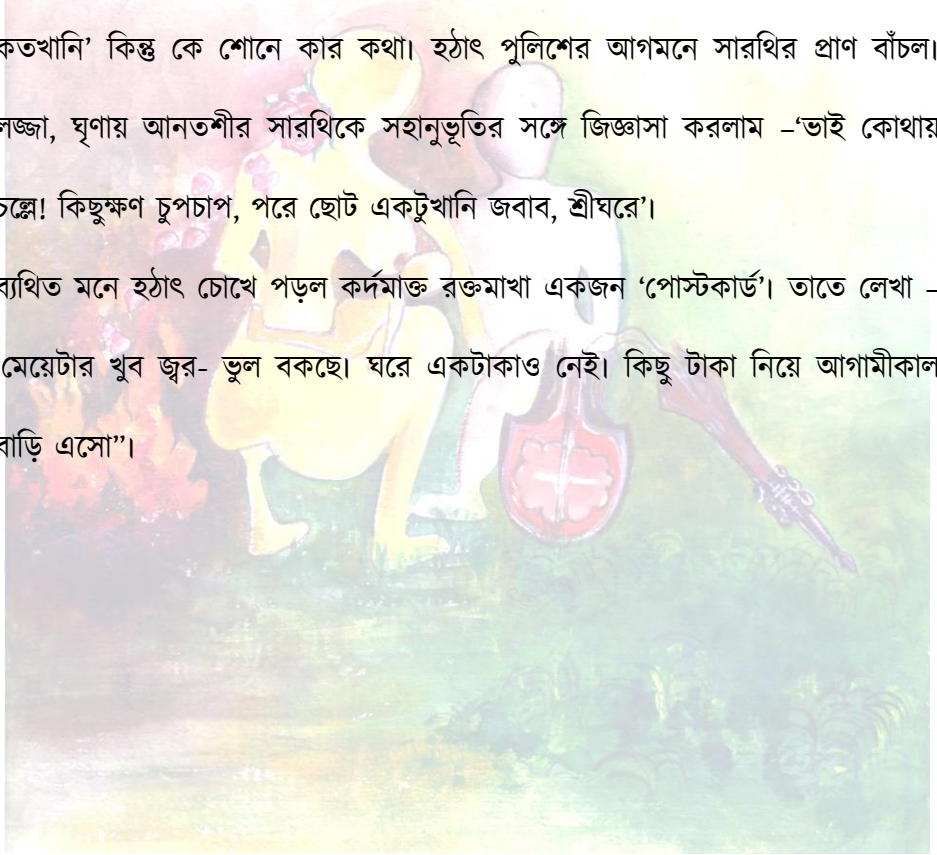 কতখানি’ কিন্তু কে শোনে কার কথা। হঠাৎ পুলিশের আগমনে সারথির প্রাণ বাঁচল।
লজ্জা, ঘৃণায় আনতশীর সারথিকে সহানুভূতির সঙ্গে জিজ্ঞাসা করলাম –‘ভাই কোথায়
চল্লে! কিছুক্ষণ চুপচাপ, পরে ছোট একটুখানি জবাব, শ্রীঘরে’।
ব্যথিত মনে হঠাৎ চোখে পড়ল কর্দমাক্ত রক্তমাখা একজন ‘পোস্টকার্ড’। তাতে লেখা –
মেয়েটার খুব জ্বর- ভুল বকছে। ঘরে একটাকাও নেই। কিছু টাকা নিয়ে আগামীকাল
বাড়ি এসো”।